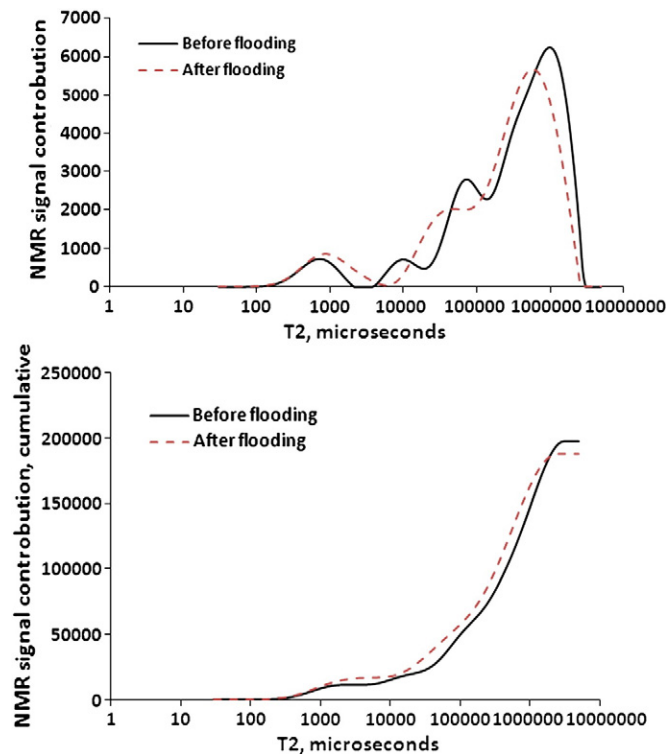 7000
6000
5000
4000
3000
2000
1000
0
NMR signal controbution
Before flooding
After flooding
1 10 100 1000 10000 100000 1000000 10000000
T2, microseconds
250000
200000
150000
100000
50000
0
NMR signal controbution, cumulative
Before flooding
After flooding
1 10 100 1000 10000 100000 1000000 10000000
T2, microseconds